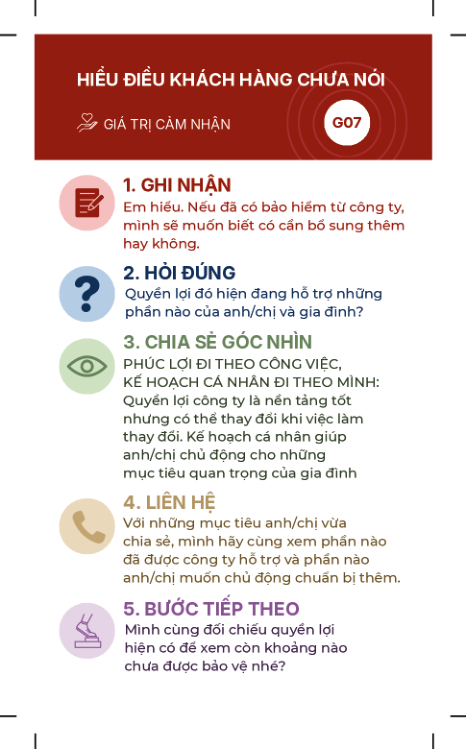 HIỂU ĐIỀU KHÁCH HÀNG CHƯA NÓI
GIÁ TRỊ CẢM NHẬN
G07
1. GHI NHẬN
Em hiểu. Nếu đã có bảo hiểm từ công ty,
mình sẽ muốn biết có cần bổ sung thêm
hay không.
2. HỎI ĐÚNG
Quyền lợi đó hiện đang hỗ trợ những
phần nào của anh/chị và gia đình?
3. CHIA SẺ GÓC NHÌN
PHÚC LỢI ĐI THEO CÔNG VIỆC,
KẾ HOẠCH CÁ NHÂN ĐI THEO MÌNH:
Quyền lợi công ty là nền tảng tốt
nhưng có thể thay đổi khi việc làm
thay đổi. Kế hoạch cá nhân giúp
anh/chị chủ động cho những
mục tiêu quan trọng của gia đình
4. LIÊN HỆ
Với những mục tiêu anh/chị vừa
chia sẻ, mình hãy cùng xem phần nào
đã được công ty hỗ trợ và phần nào
anh/chị muốn chủ động chuẩn bị thêm.
5. BƯỚC TIẾP THEO
Mình cùng đối chiếu quyền lợi
hiện có để xem còn khoảng nào
chưa được bảo vệ nhé?